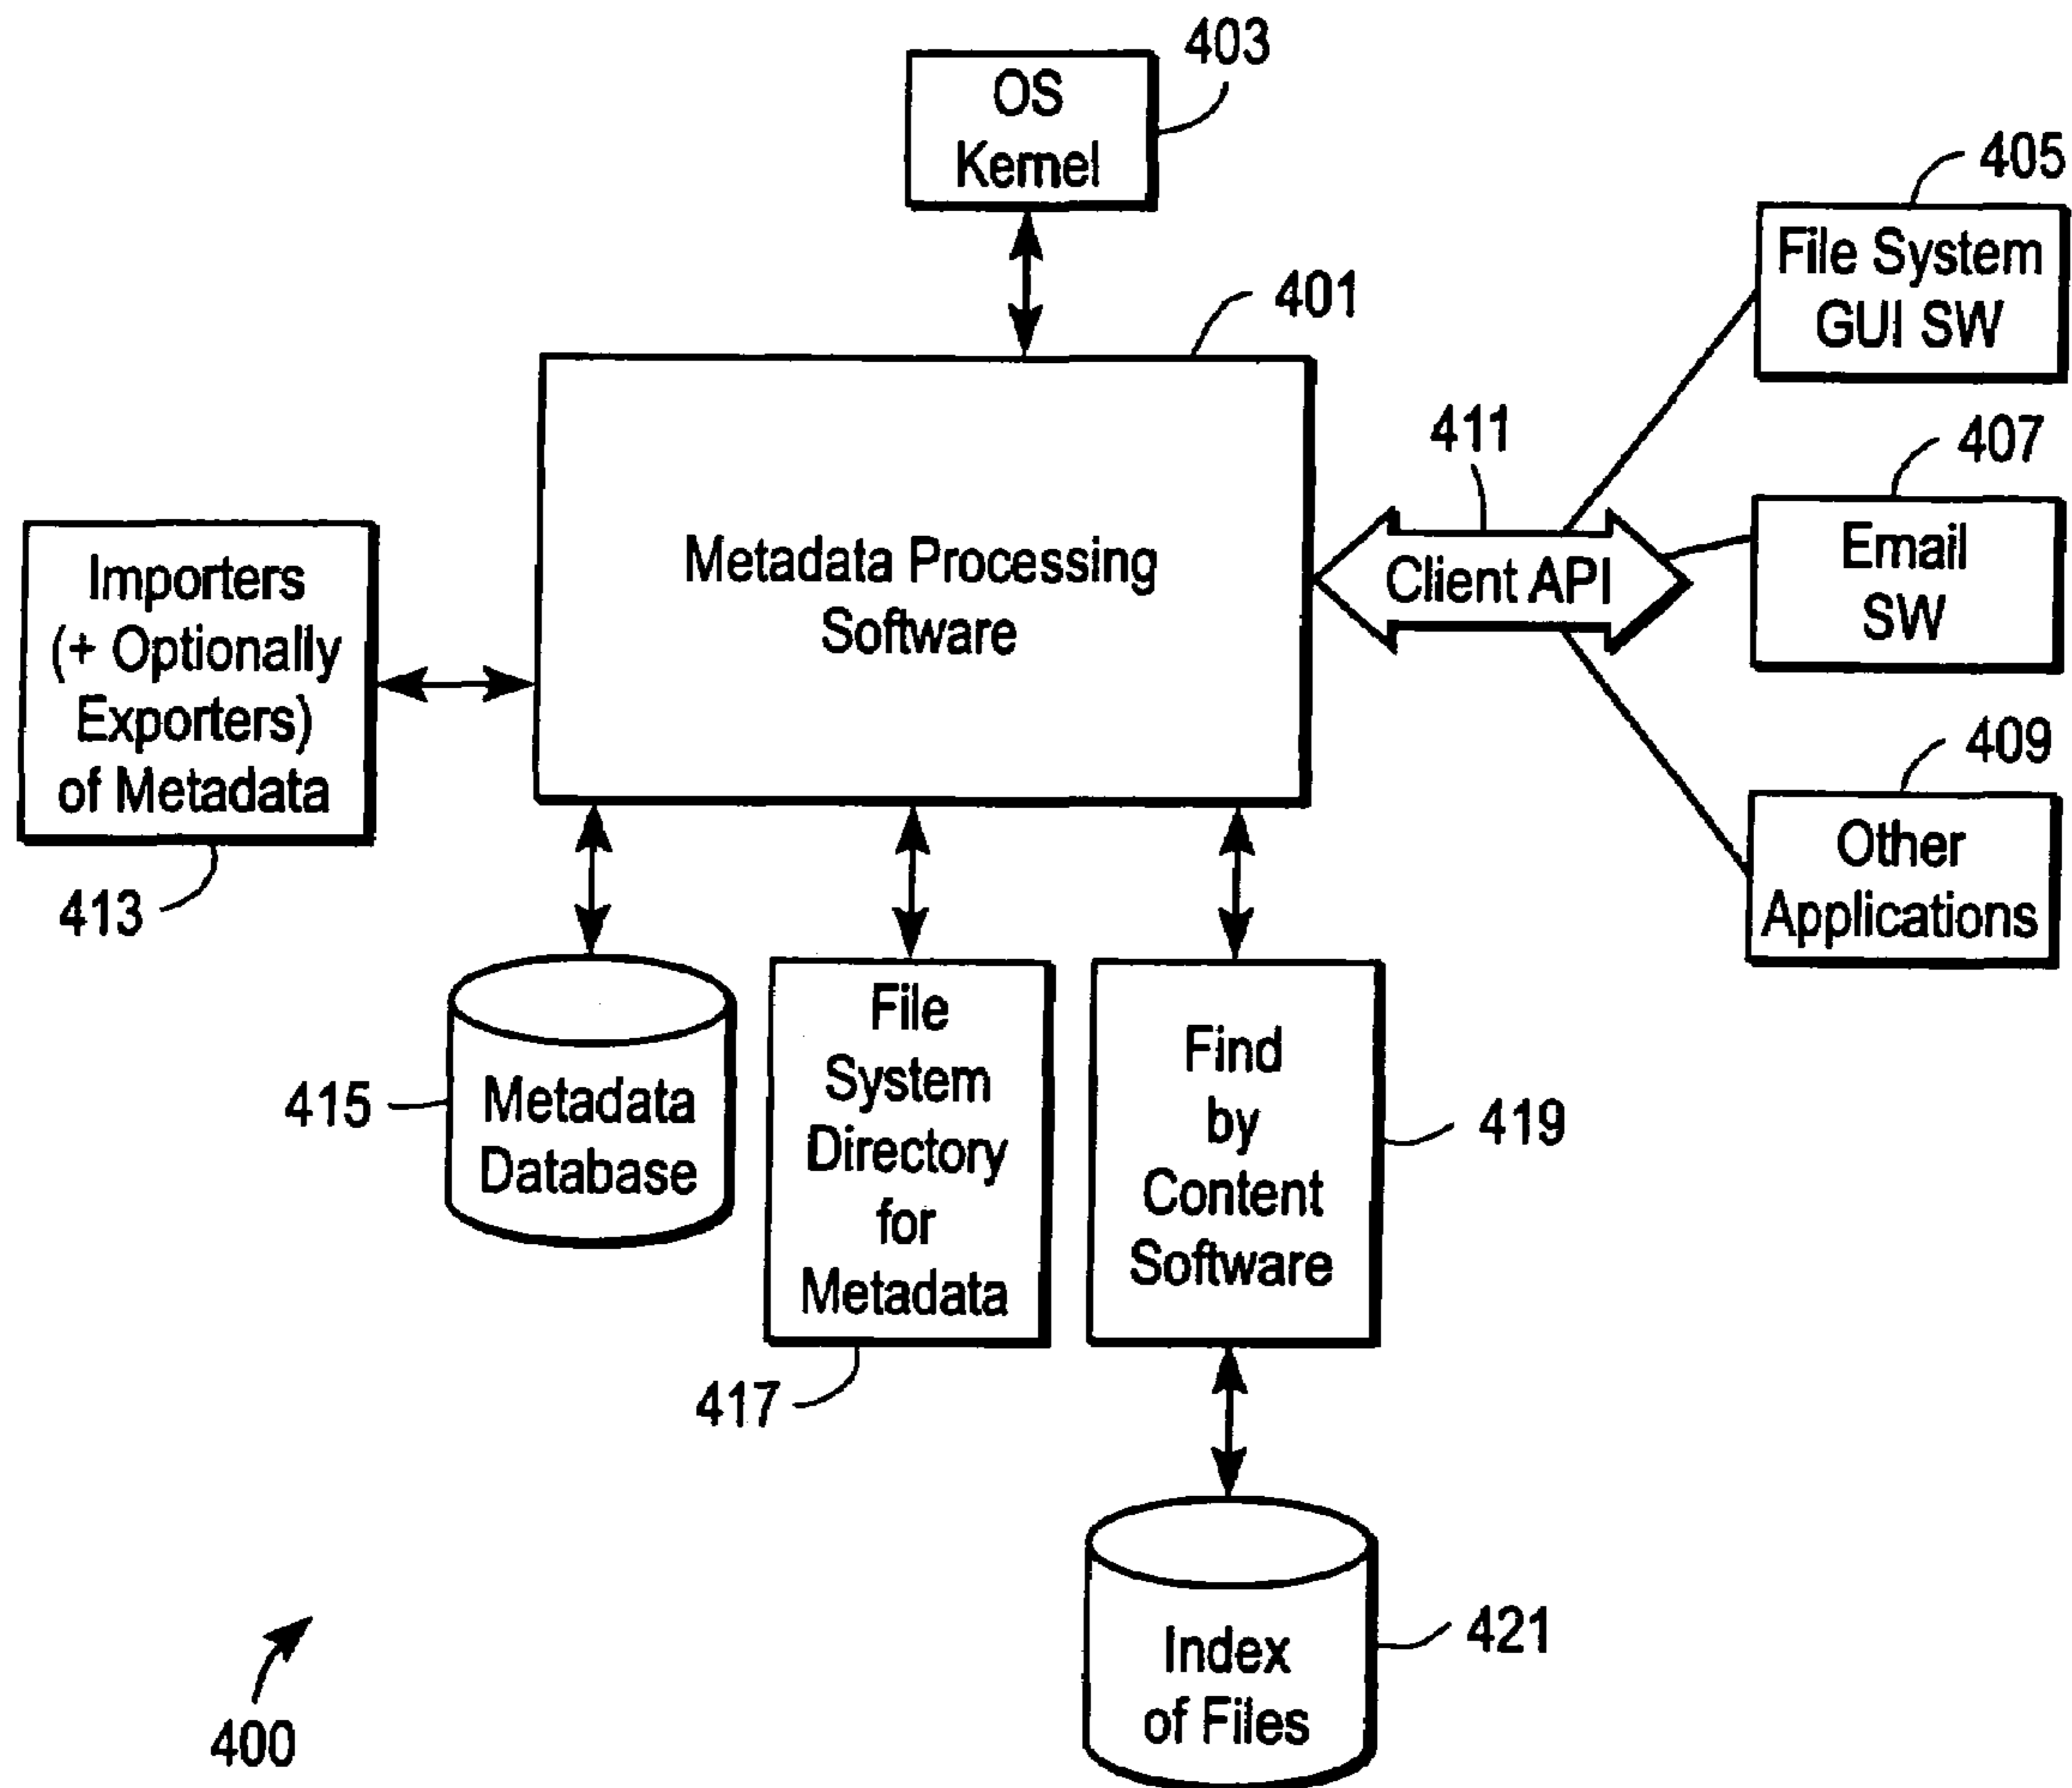 403
OS
Kernel
405
File System
GUI SW
401
411
407
Metadata Processing
Software
Client API
Email
SW
Importers
(+ Optionally
Exporters)
of Metadata
413
409
Other
Applications
415
Metadata
Database
File
System
Directory
for
Metadata
417
Find
by
Content
Software
419
Index
of Files
421
400